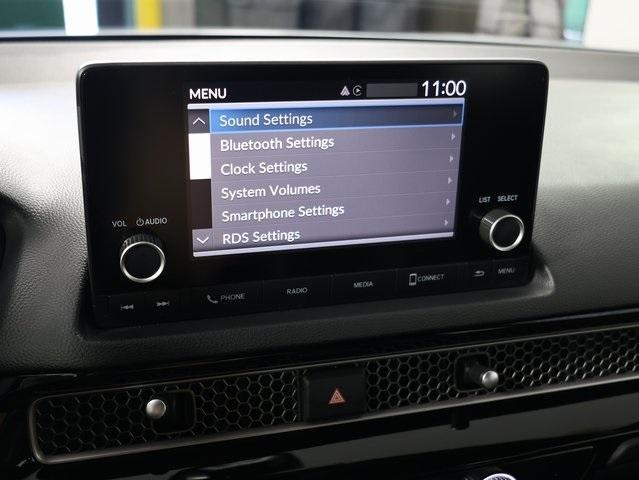 MENU 11:00
Sound Settings
Bluetooth Settings
Clock Settings
System Volumes
Smartphone Settings
RDS Settings
VOL AUDIO
LIST SELECT
PHONE RADIO MEDIA CONNECT MENU